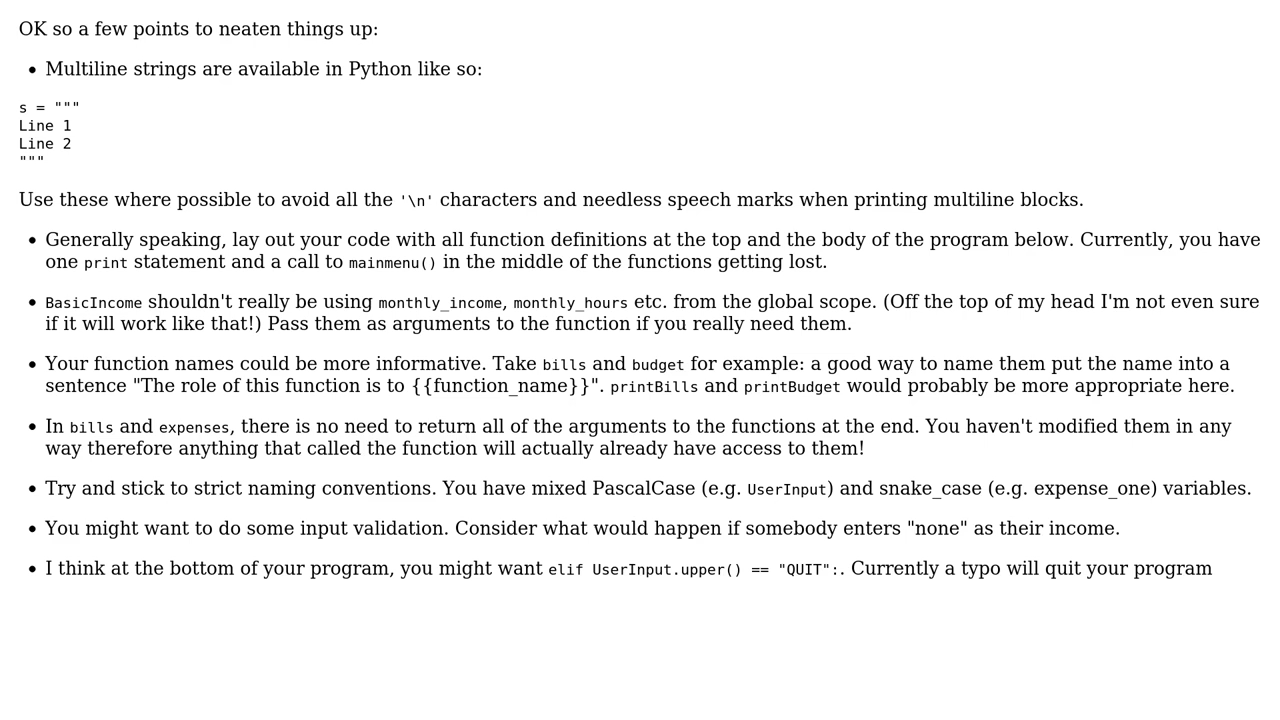 OK so a few points to neaten things up:
• Multiline strings are available in Python like so:
s = """
Line 1
Line 2
"""
Use these where possible to avoid all the '\n' characters and needless speech marks when printing multiline blocks.
• Generally speaking, lay out your code with all function definitions at the top and the body of the program below. Currently, you have
one print statement and a call to mainmenu() in the middle of the functions getting lost.
• BasicIncome shouldn't really be using monthly_income, monthly_hours etc. from the global scope. (Off the top of my head I'm not even sure
if it will work like that!) Pass them as arguments to the function if you really need them.
• Your function names could be more informative. Take bills and budget for example: a good way to name them put the name into a
sentence "The role of this function is to {{function_name}}". printBills and printBudget would probably be more appropriate here.
• In bills and expenses, there is no need to return all of the arguments to the functions at the end. You haven't modified them in any
way therefore anything that called the function will actually already have access to them!
• Try and stick to strict naming conventions. You have mixed PascalCase (e.g. UserInput) and snake_case (e.g. expense_one) variables.
• You might want to do some input validation. Consider what would happen if somebody enters "none" as their income.
• I think at the bottom of your program, you might want elif UserInput.upper() == "QUIT":. Currently a typo will quit your program